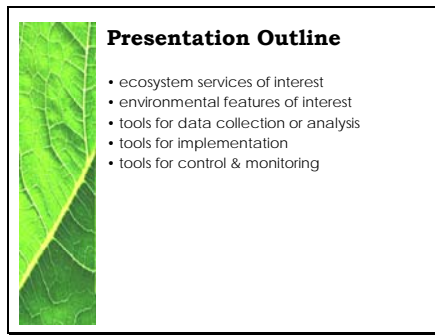 Presentation Outline
• ecosystem services of interest
• environmental features of interest
• tools for data collection or analysis
• tools for implementation
• tools for control & monitoring